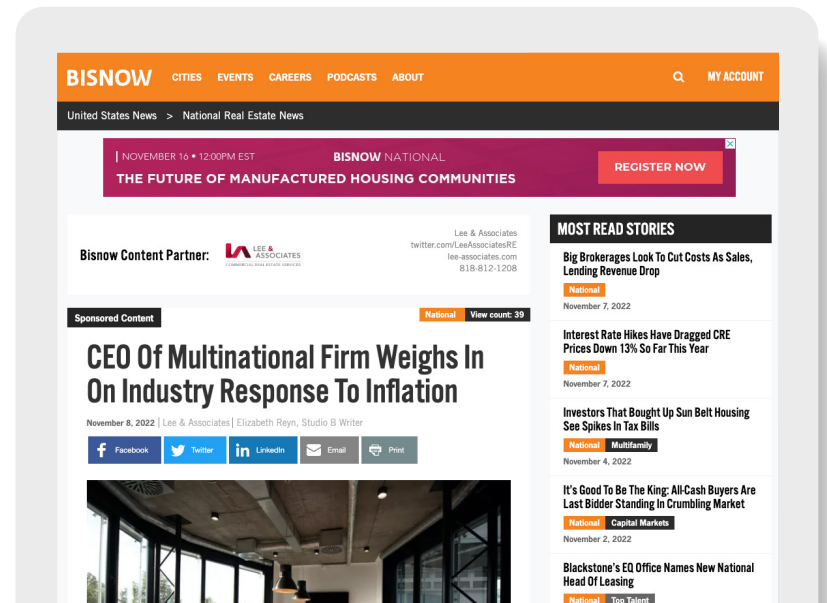 BISNOW CITIES EVENTS CAREERS PODCASTS ABOUT MY ACCOUNT
United States News > National Real Estate News
NOVEMBER 16 • 12:00PM EST BISNOW NATIONAL
THE FUTURE OF MANUFACTURED HOUSING COMMUNITIES
REGISTER NOW
Bisnow Content Partner:
LEE &
ASSOCIATES
COMMERCIAL REAL ESTATE SERVICES
Lee & Associates
twitter.com/LeeAssociatesRE
lee-associates.com
818-812-1208
Sponsored Content
National View count: 39
CEO Of Multinational Firm Weighs In
On Industry Response To Inflation
November 8, 2022 | Lee & Associates | Elizabeth Reyn, Studio B Writer
Facebook Twitter LinkedIn Email Print
MOST READ STORIES
Big Brokerages Look To Cut Costs As Sales,
Lending Revenue Drop
National
November 7, 2022
Interest Rate Hikes Have Dragged CRE
Prices Down 13% So Far This Year
National
November 7, 2022
Investors That Bought Up Sun Belt Housing
See Spikes In Tax Bills
National Multifamily
November 4, 2022
It's Good To Be The King: All-Cash Buyers Are
Last Bidder Standing In Crumbling Market
National Capital Markets
November 2, 2022
Blackstone's EQ Office Names New National
Head Of Leasing
National Top Talent